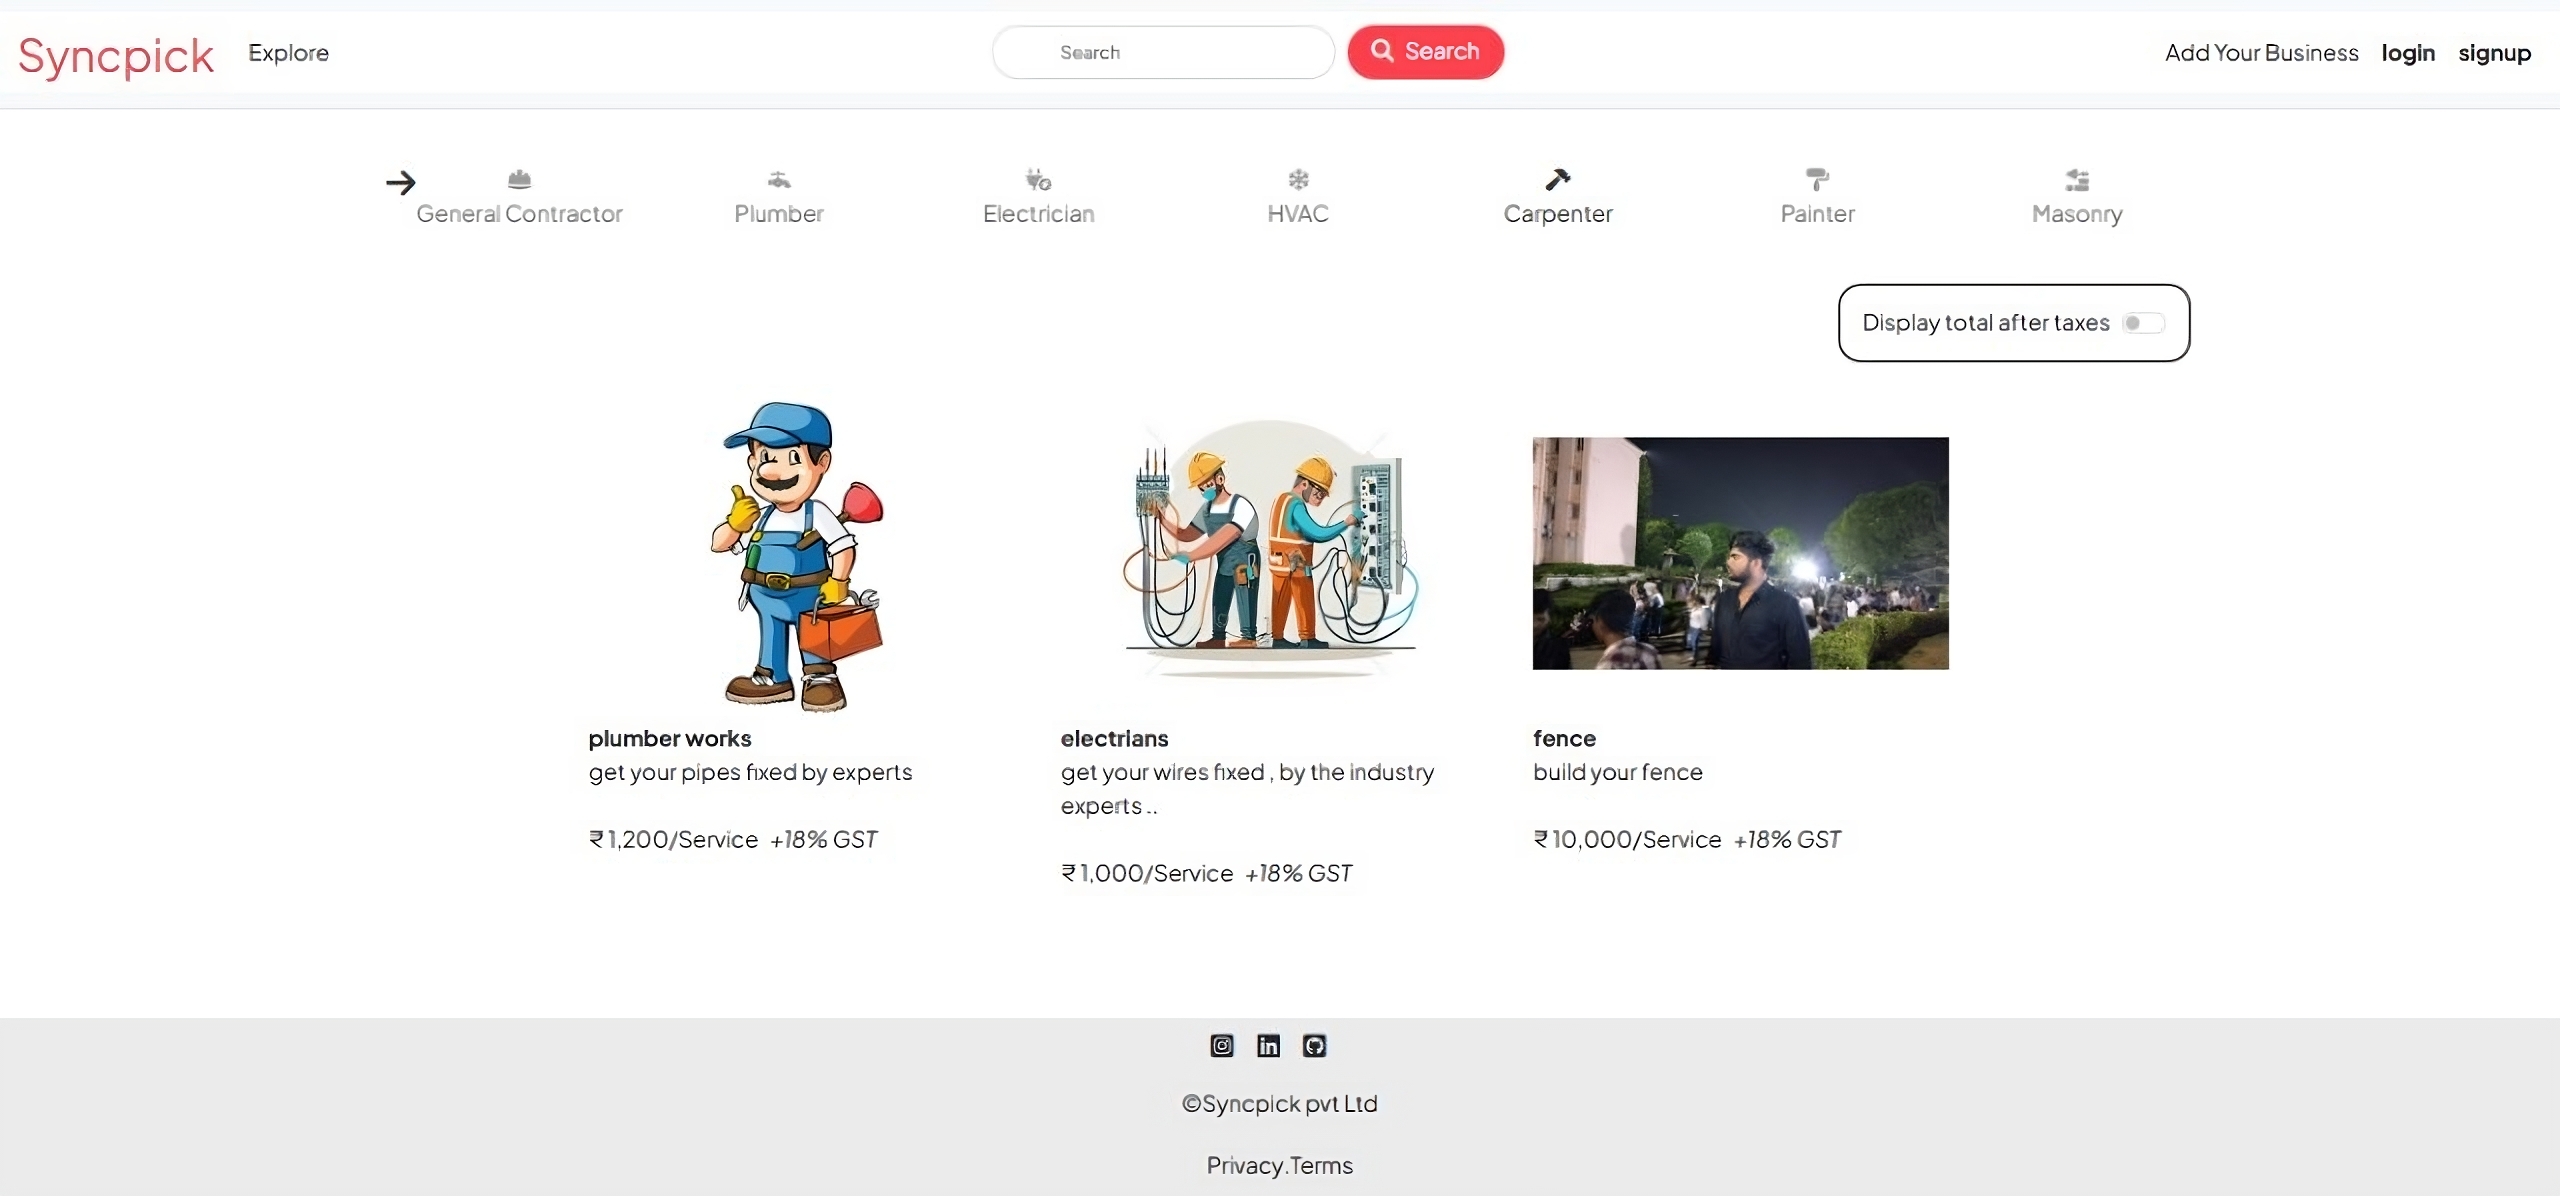 Syncpick Explore Search Search Add Your Business login signup
General Contractor Plumber Electrician HVAC Carpenter Painter Masonry
Display total after taxes
plumber works
get your pipes fixed by experts
₹1,200/Service +18% GST
electrians
get your wires fixed , by the industry
experts..
₹1,000/Service +18% GST
fence
build your fence
₹10,000/Service +18% GST
in
©Syncpick pvt Ltd
Privacy.Terms